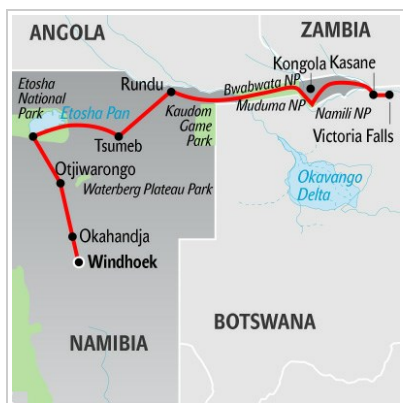 ANGOLA
ZAMBIA
Kongola
Kasane
Rundu
Bwabwata NP
Muduma NP
Namili NP
Victoria Falls
Etosha
National
Park
Etosha Pan
Kaudom
Game
Park
Tsumeb
Otjiwarongo
Waterberg Plateau Park
Okavango
Delta
Okahandja
Windhoek
NAMIBIA
BOTSWANA